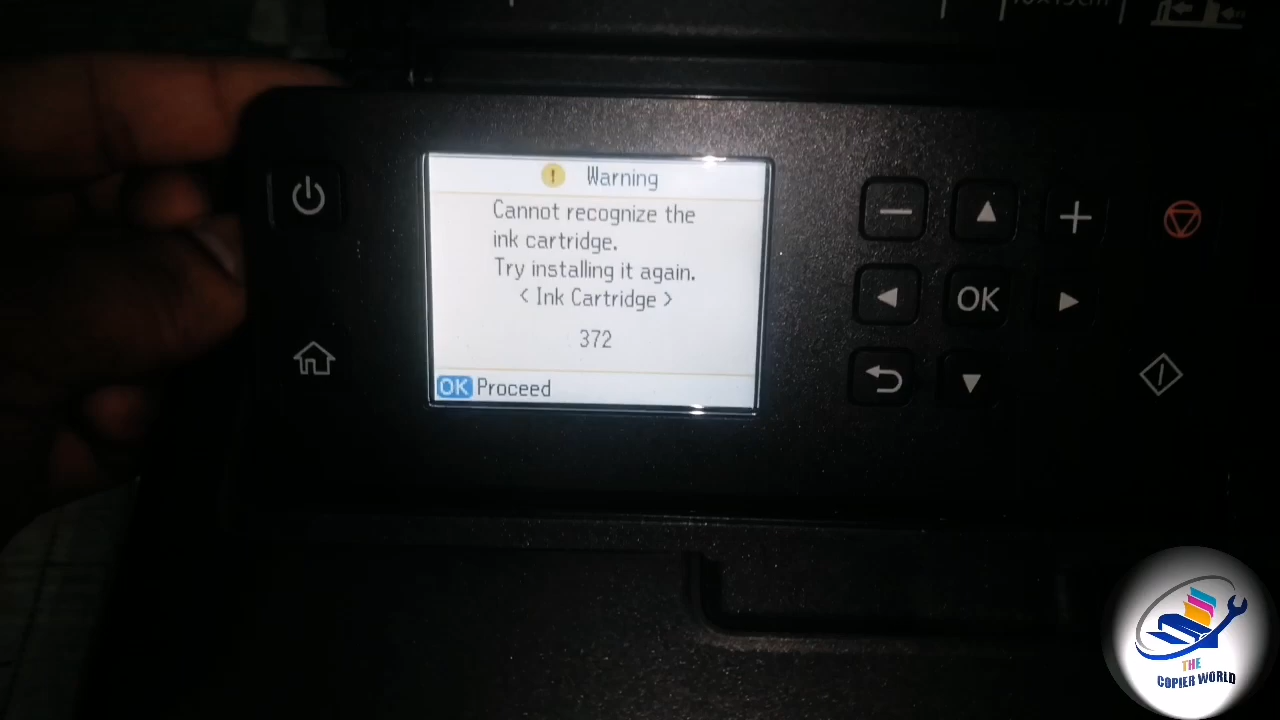 10x15cm
! Warning
Cannot recognize the
ink cartridge.
Try installing it again.
< Ink Cartridge >
372
OK Proceed
OK
THE
COPIER WORLD